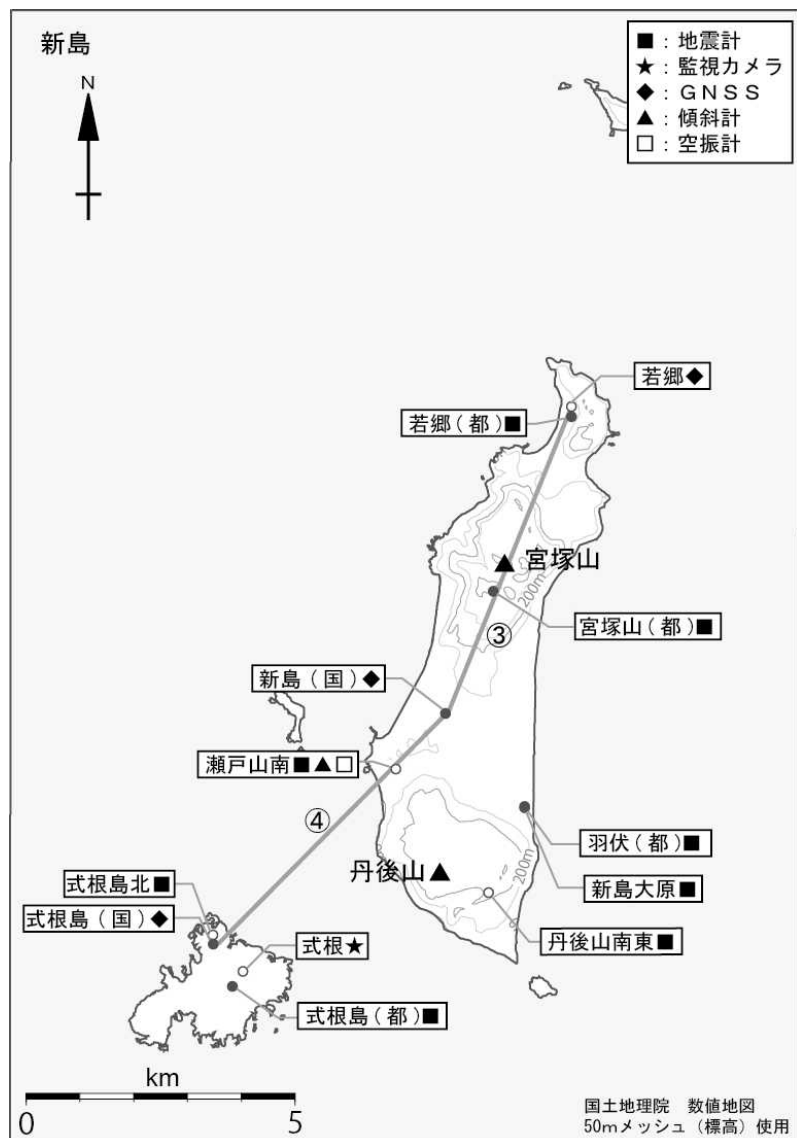 新島
N
■：地震計
★：監視カメラ
◆：ＧＮＳＳ
▲：傾斜計
□：空振計
若郷◆
若郷（都）■
宮塚山
200m
宮塚山（都）■
③
新島（国）◆
瀬戸山南■▲□
④
羽伏（都）■
丹後山
200m
新島大原■
式根島北■
式根島（国）◆
丹後山南東■
式根★
式根島（都）■
km
0 5
国土地理院　数値地図
50mメッシュ（標高）使用